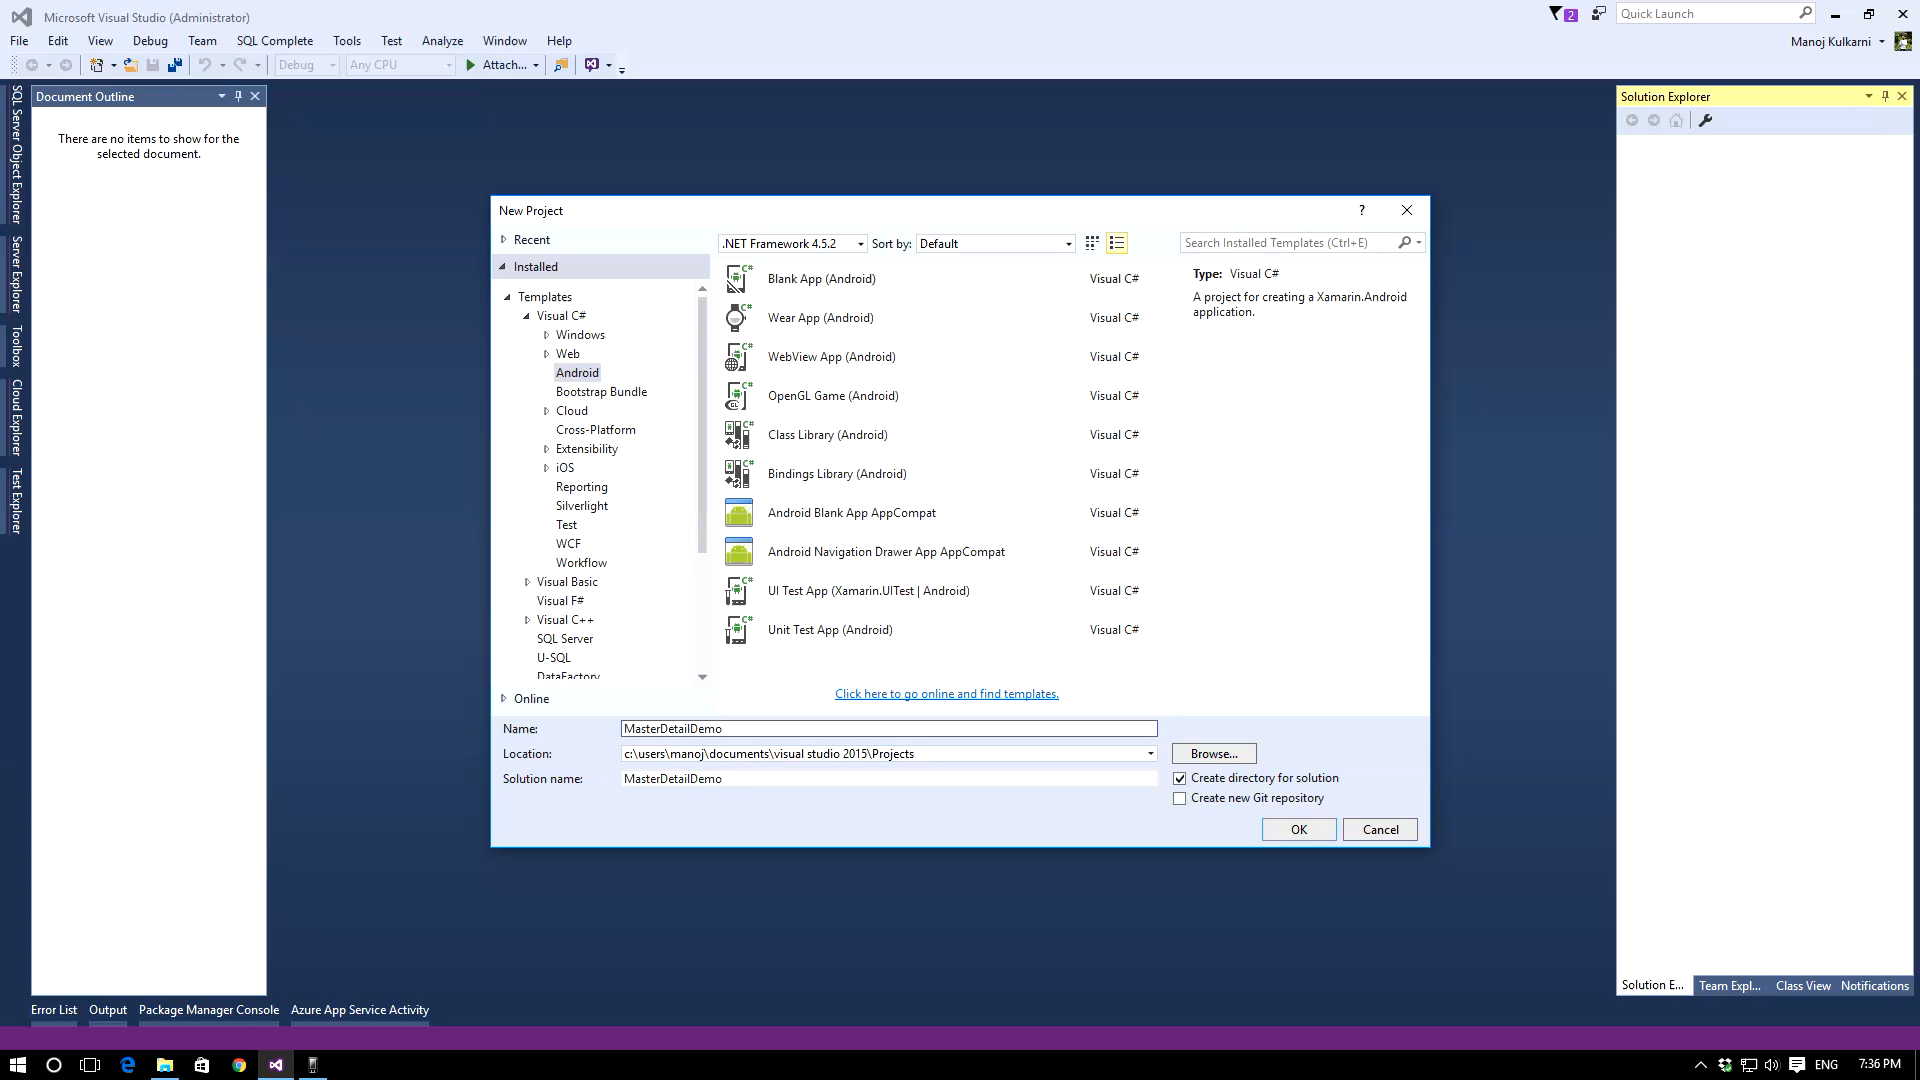 Microsoft Visual Studio (Administrator)
2
Quick Launch
File Edit View Debug Team SQL Complete Tools Test Analyze Window Help
Manoj Kulkarni
Debug Any CPU Attach...
SQL Server Object Explorer
Server Explorer
Toolbox
Cloud Explorer
Test Explorer
Document Outline
There are no items to show for the
selected document.
Solution Explorer
New Project
?
Recent
Installed
.NET Framework 4.5.2 Sort by: Default
Search Installed Templates (Ctrl+E)
Templates
Visual C#
Windows
Web
Android
Bootstrap Bundle
Cloud
Cross-Platform
Extensibility
iOS
Reporting
Silverlight
Test
WCF
Workflow
Visual Basic
Visual F#
Visual C++
SQL Server
U-SQL
DataFactory
Online
Blank App (Android) Visual C#
Wear App (Android) Visual C#
WebView App (Android) Visual C#
OpenGL Game (Android) Visual C#
Class Library (Android) Visual C#
Bindings Library (Android) Visual C#
Android Blank App AppCompat Visual C#
Android Navigation Drawer App AppCompat Visual C#
UI Test App (Xamarin.UITest | Android) Visual C#
Unit Test App (Android) Visual C#
Click here to go online and find templates.
Type: Visual C#
A project for creating a Xamarin.Android
application.
Name: MasterDetailDemo
Location: c:\users\manoj\documents\visual studio 2015\Projects Browse...
Solution name: MasterDetailDemo
Create directory for solution
Create new Git repository
OK Cancel
Solution E... Team Expl... Class View Notifications
Error List Output Package Manager Console Azure App Service Activity
ENG 7:36 PM